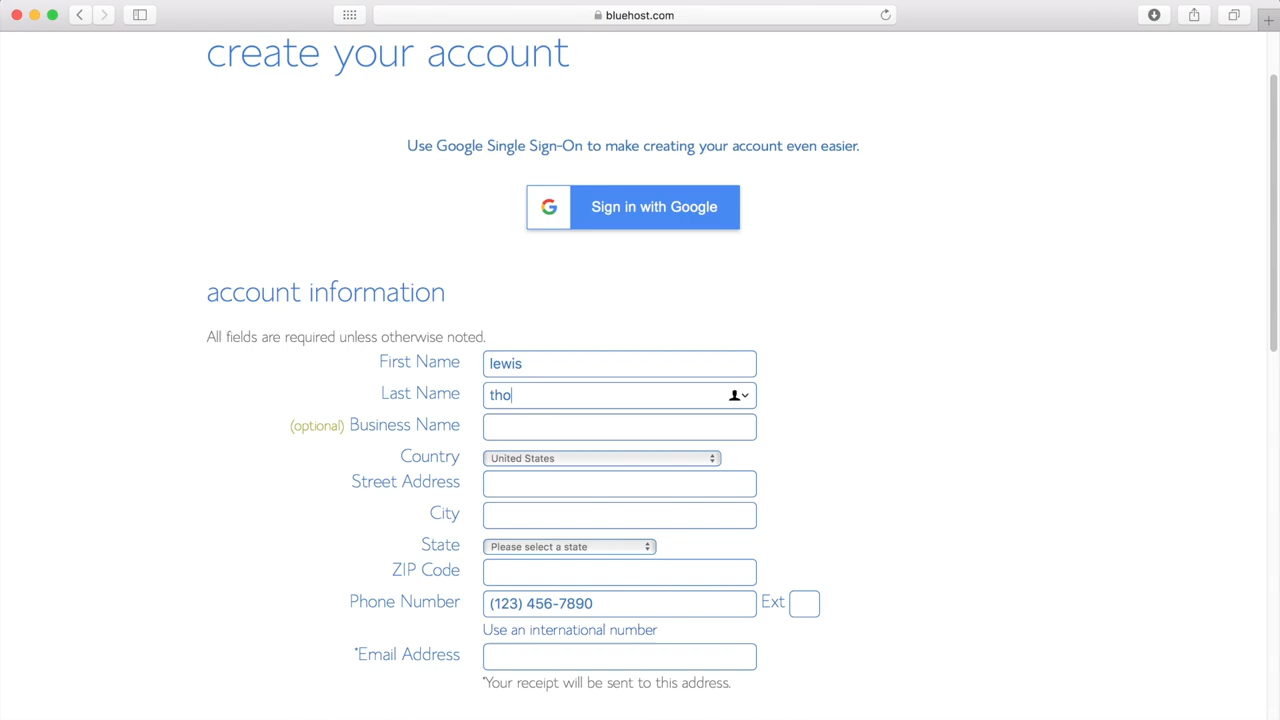 bluehost.com
create your account
Use Google Single Sign-On to make creating your account even easier.
G Sign in with Google
account information
All fields are required unless otherwise noted.
First Name lewis
Last Name tho
(optional) Business Name
Country United States
Street Address
City
State Please select a state
ZIP Code
Phone Number (123) 456-7890 Ext
Use an international number
*Email Address
*Your receipt will be sent to this address.